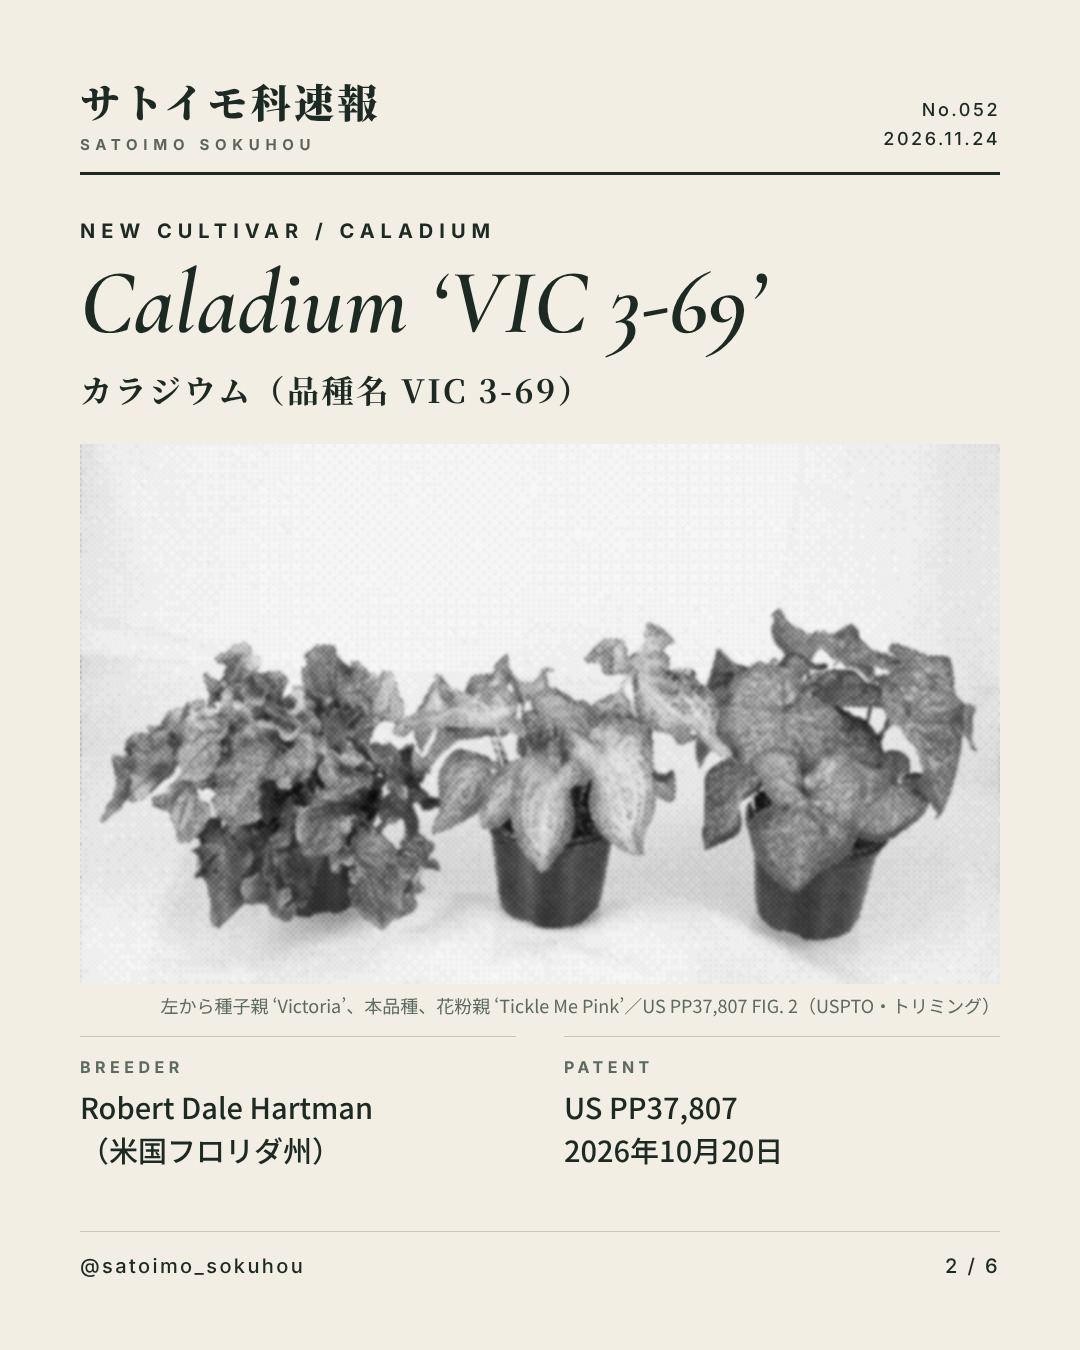 サトイモ科速報
SATOIMO SOKUHOU
No.052
2026.11.24
NEW CULTIVAR / CALADIUM
Caladium ‘VIC 3-69’
カラジウム（品種名 VIC 3-69）
左から種子親 ‘Victoria’、本品種、花粉親 ‘Tickle Me Pink’／US PP37,807 FIG. 2（USPTO・トリミング）
BREEDER
Robert Dale Hartman
（米国フロリダ州）
PATENT
US PP37,807
2026年10月20日
@satoimo_sokuhou
2 / 6